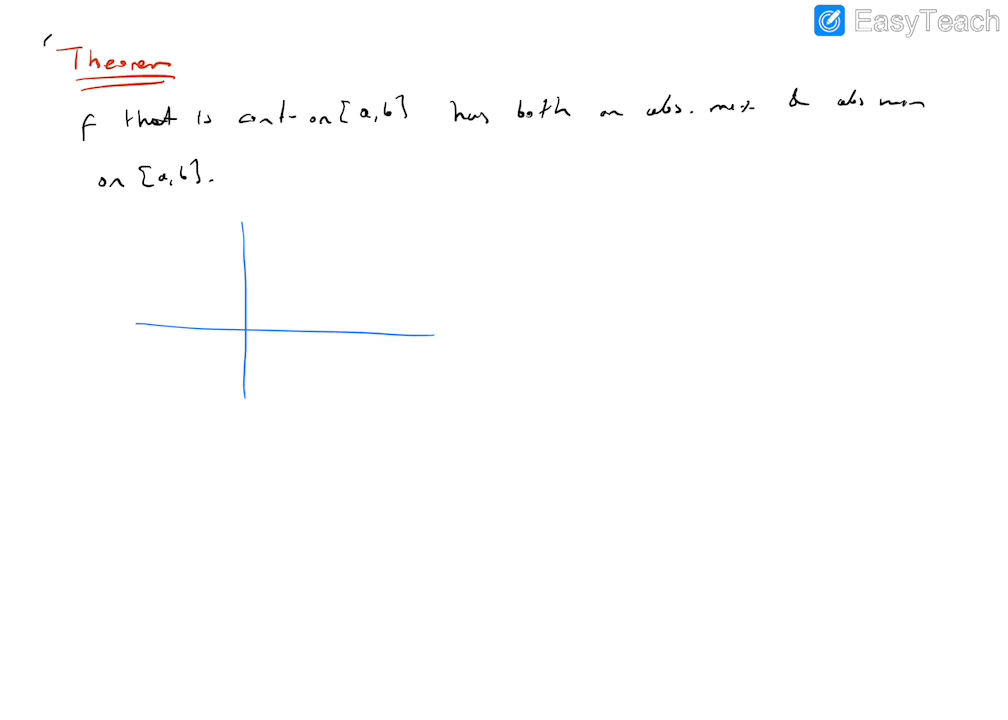 EasyTeach
Theorem
f that is cont. on [a,b] has both an abs. max & abs min
on [a,b].